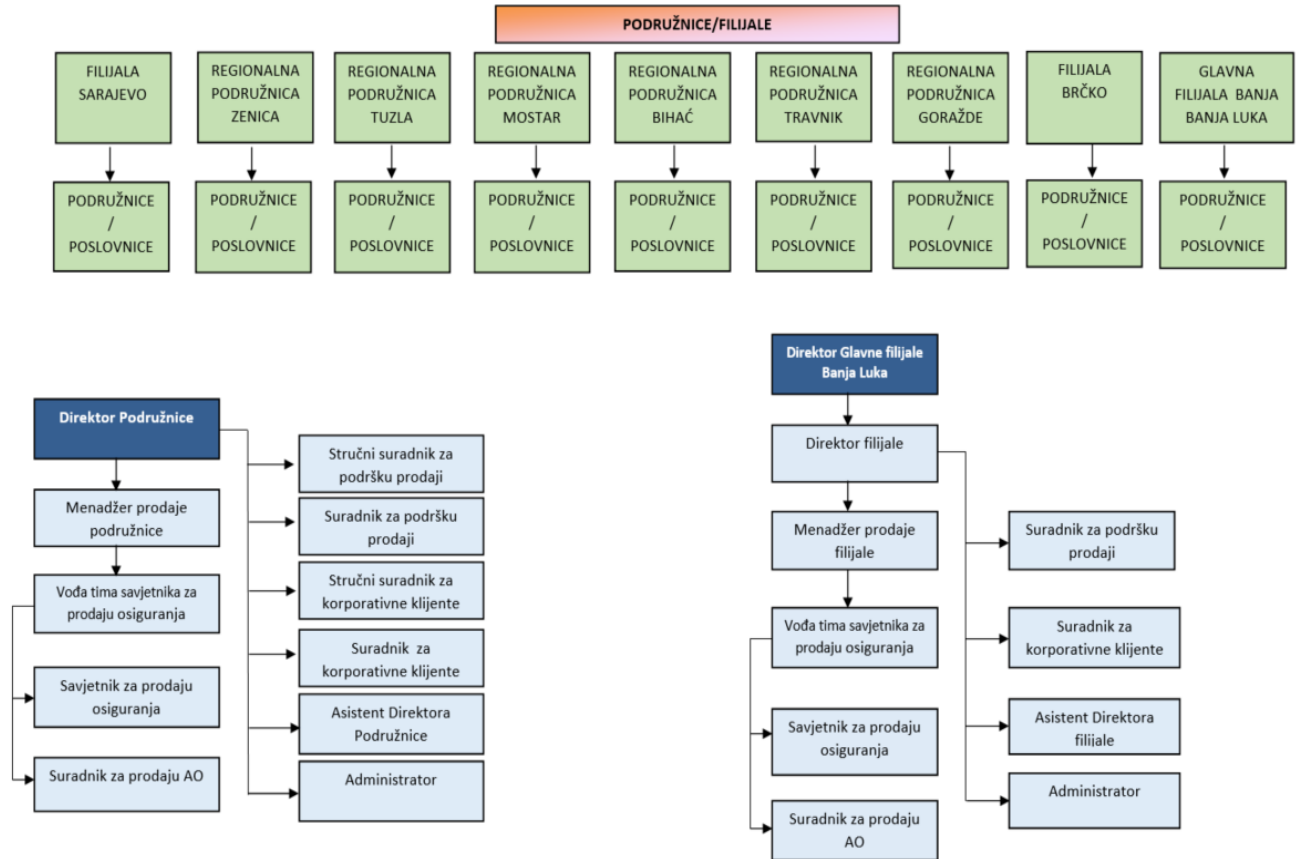 PODRUŽNICE/FILIJALE
FILIJALA
SARAJEVO
REGIONALNA
PODRUŽNICA
ZENICA
REGIONALNA
PODRUŽNICA
TUZLA
REGIONALNA
PODRUŽNICA
MOSTAR
REGIONALNA
PODRUŽNICA
BIHAĆ
REGIONALNA
PODRUŽNICA
TRAVNIK
REGIONALNA
PODRUŽNICA
GORAŽDE
FILIJALA
BRČKO
GLAVNA
FILIJALA BANJA
BANJA LUKA
PODRUŽNICE
/
POSLOVNICE
PODRUŽNICE
/
POSLOVNICE
PODRUŽNICE
/
POSLOVNICE
PODRUŽNICE
/
POSLOVNICE
PODRUŽNICE
/
POSLOVNICE
PODRUŽNICE
/
POSLOVNICE
PODRUŽNICE
/
POSLOVNICE
PODRUŽNICE
/
POSLOVNICE
PODRUŽNICE
/
POSLOVNICE
Direktor Podružnice
Menadžer prodaje
podružnice
Vođa tima savjetnika za
prodaju osiguranja
Savjetnik za prodaju
osiguranja
Suradnik za prodaju AO
Stručni suradnik za
podršku prodaji
Suradnik za podršku
prodaji
Stručni suradnik za
korporativne klijente
Suradnik za
korporativne klijente
Asistent Direktora
Podružnice
Administrator
Direktor Glavne filijale
Banja Luka
Direktor filijale
Menadžer prodaje
filijale
Vođa tima savjetnika za
prodaju osiguranja
Savjetnik za prodaju
osiguranja
Suradnik za prodaju
AO
Suradnik za podršku
prodaji
Suradnik za
korporativne klijente
Asistent Direktora
filijale
Administrator